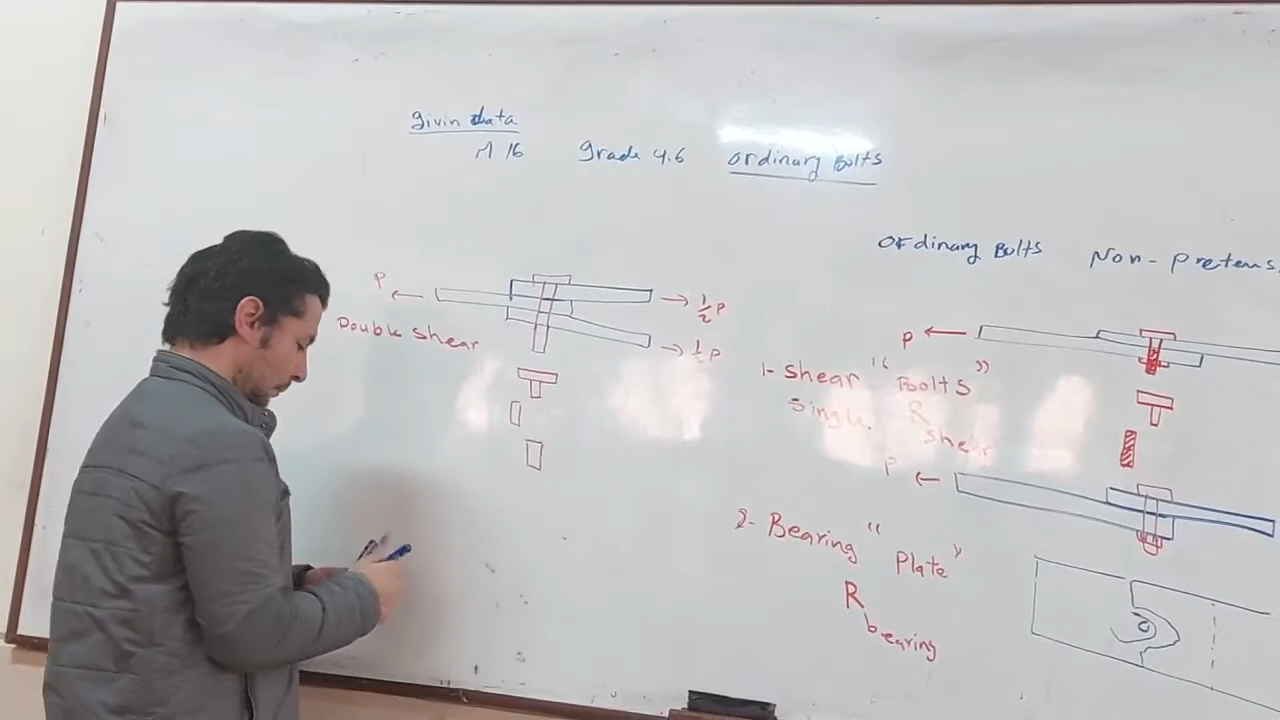 givin data
M 16 grade 4.6 ordinary Bolts
ordinary Bolts Non-pretens.
P
1/2 P
Double shear
1/2 P
P
1- shear " Bolts "
single R shear
P
2- Bearing " Plate "
R bearing